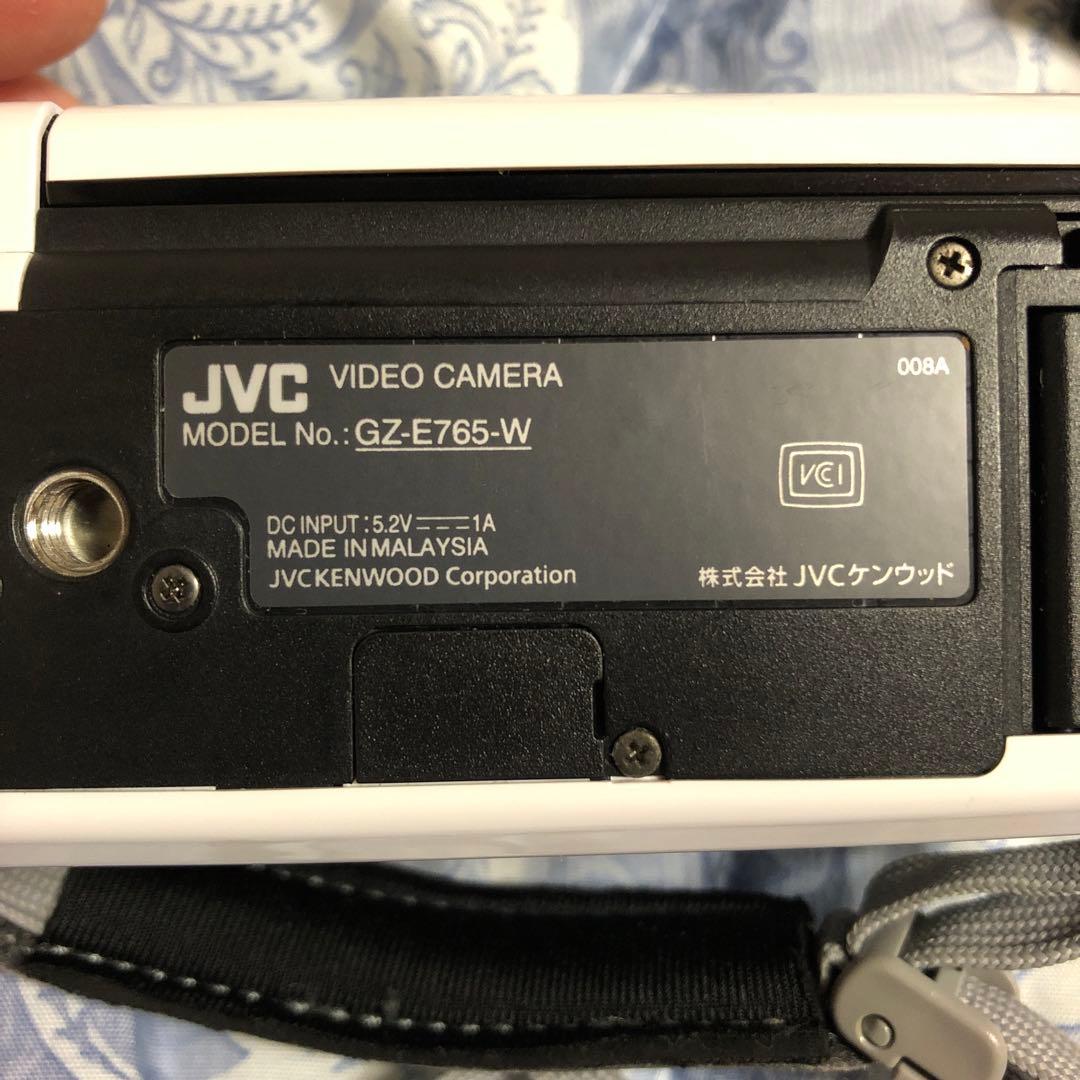 JVC VIDEO CAMERA 008A
MODEL No.: GZ-E765-W
VCI
DC INPUT : 5.2V⎓1A
MADE IN MALAYSIA
JVCKENWOOD Corporation 株式会社 JVCケンウッド